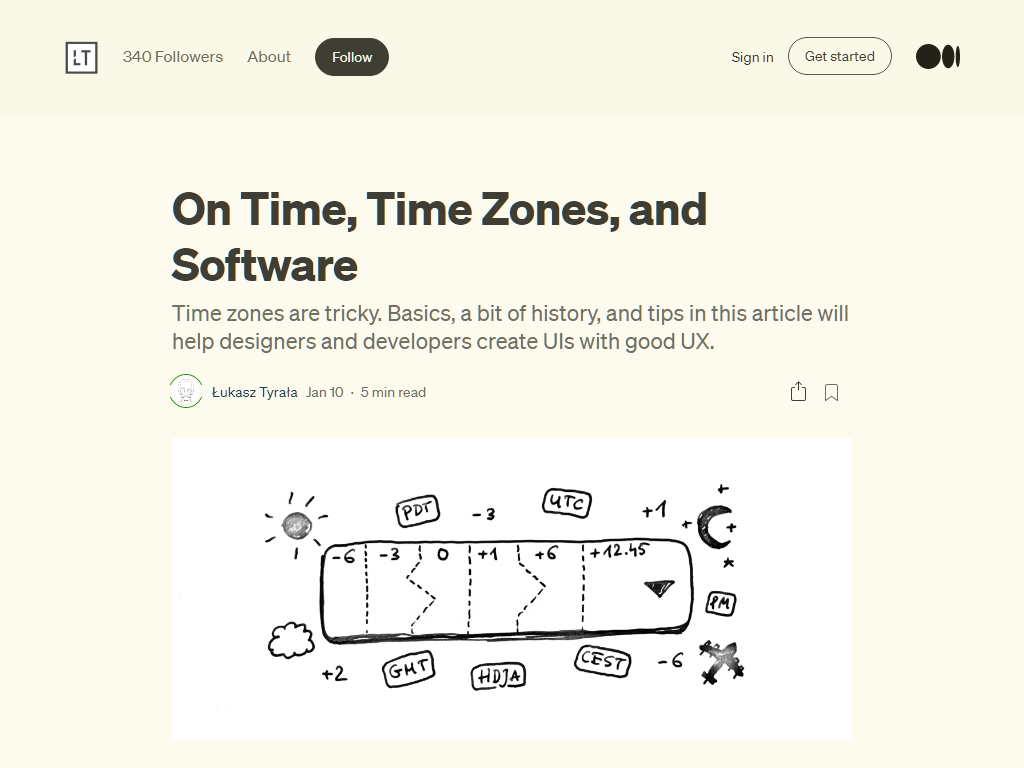 LT
340 Followers
About
Follow
Sign in
Get started
On Time, Time Zones, and
Software
Time zones are tricky. Basics, a bit of history, and tips in this article will
help designers and developers create UIs with good UX.
Łukasz Tyrała Jan 10 · 5 min read
PDT
-3
UTC
+1
-6
-3
0
+1
+6
+12.45
PM
+2
GMT
HDJA
CEST
-6